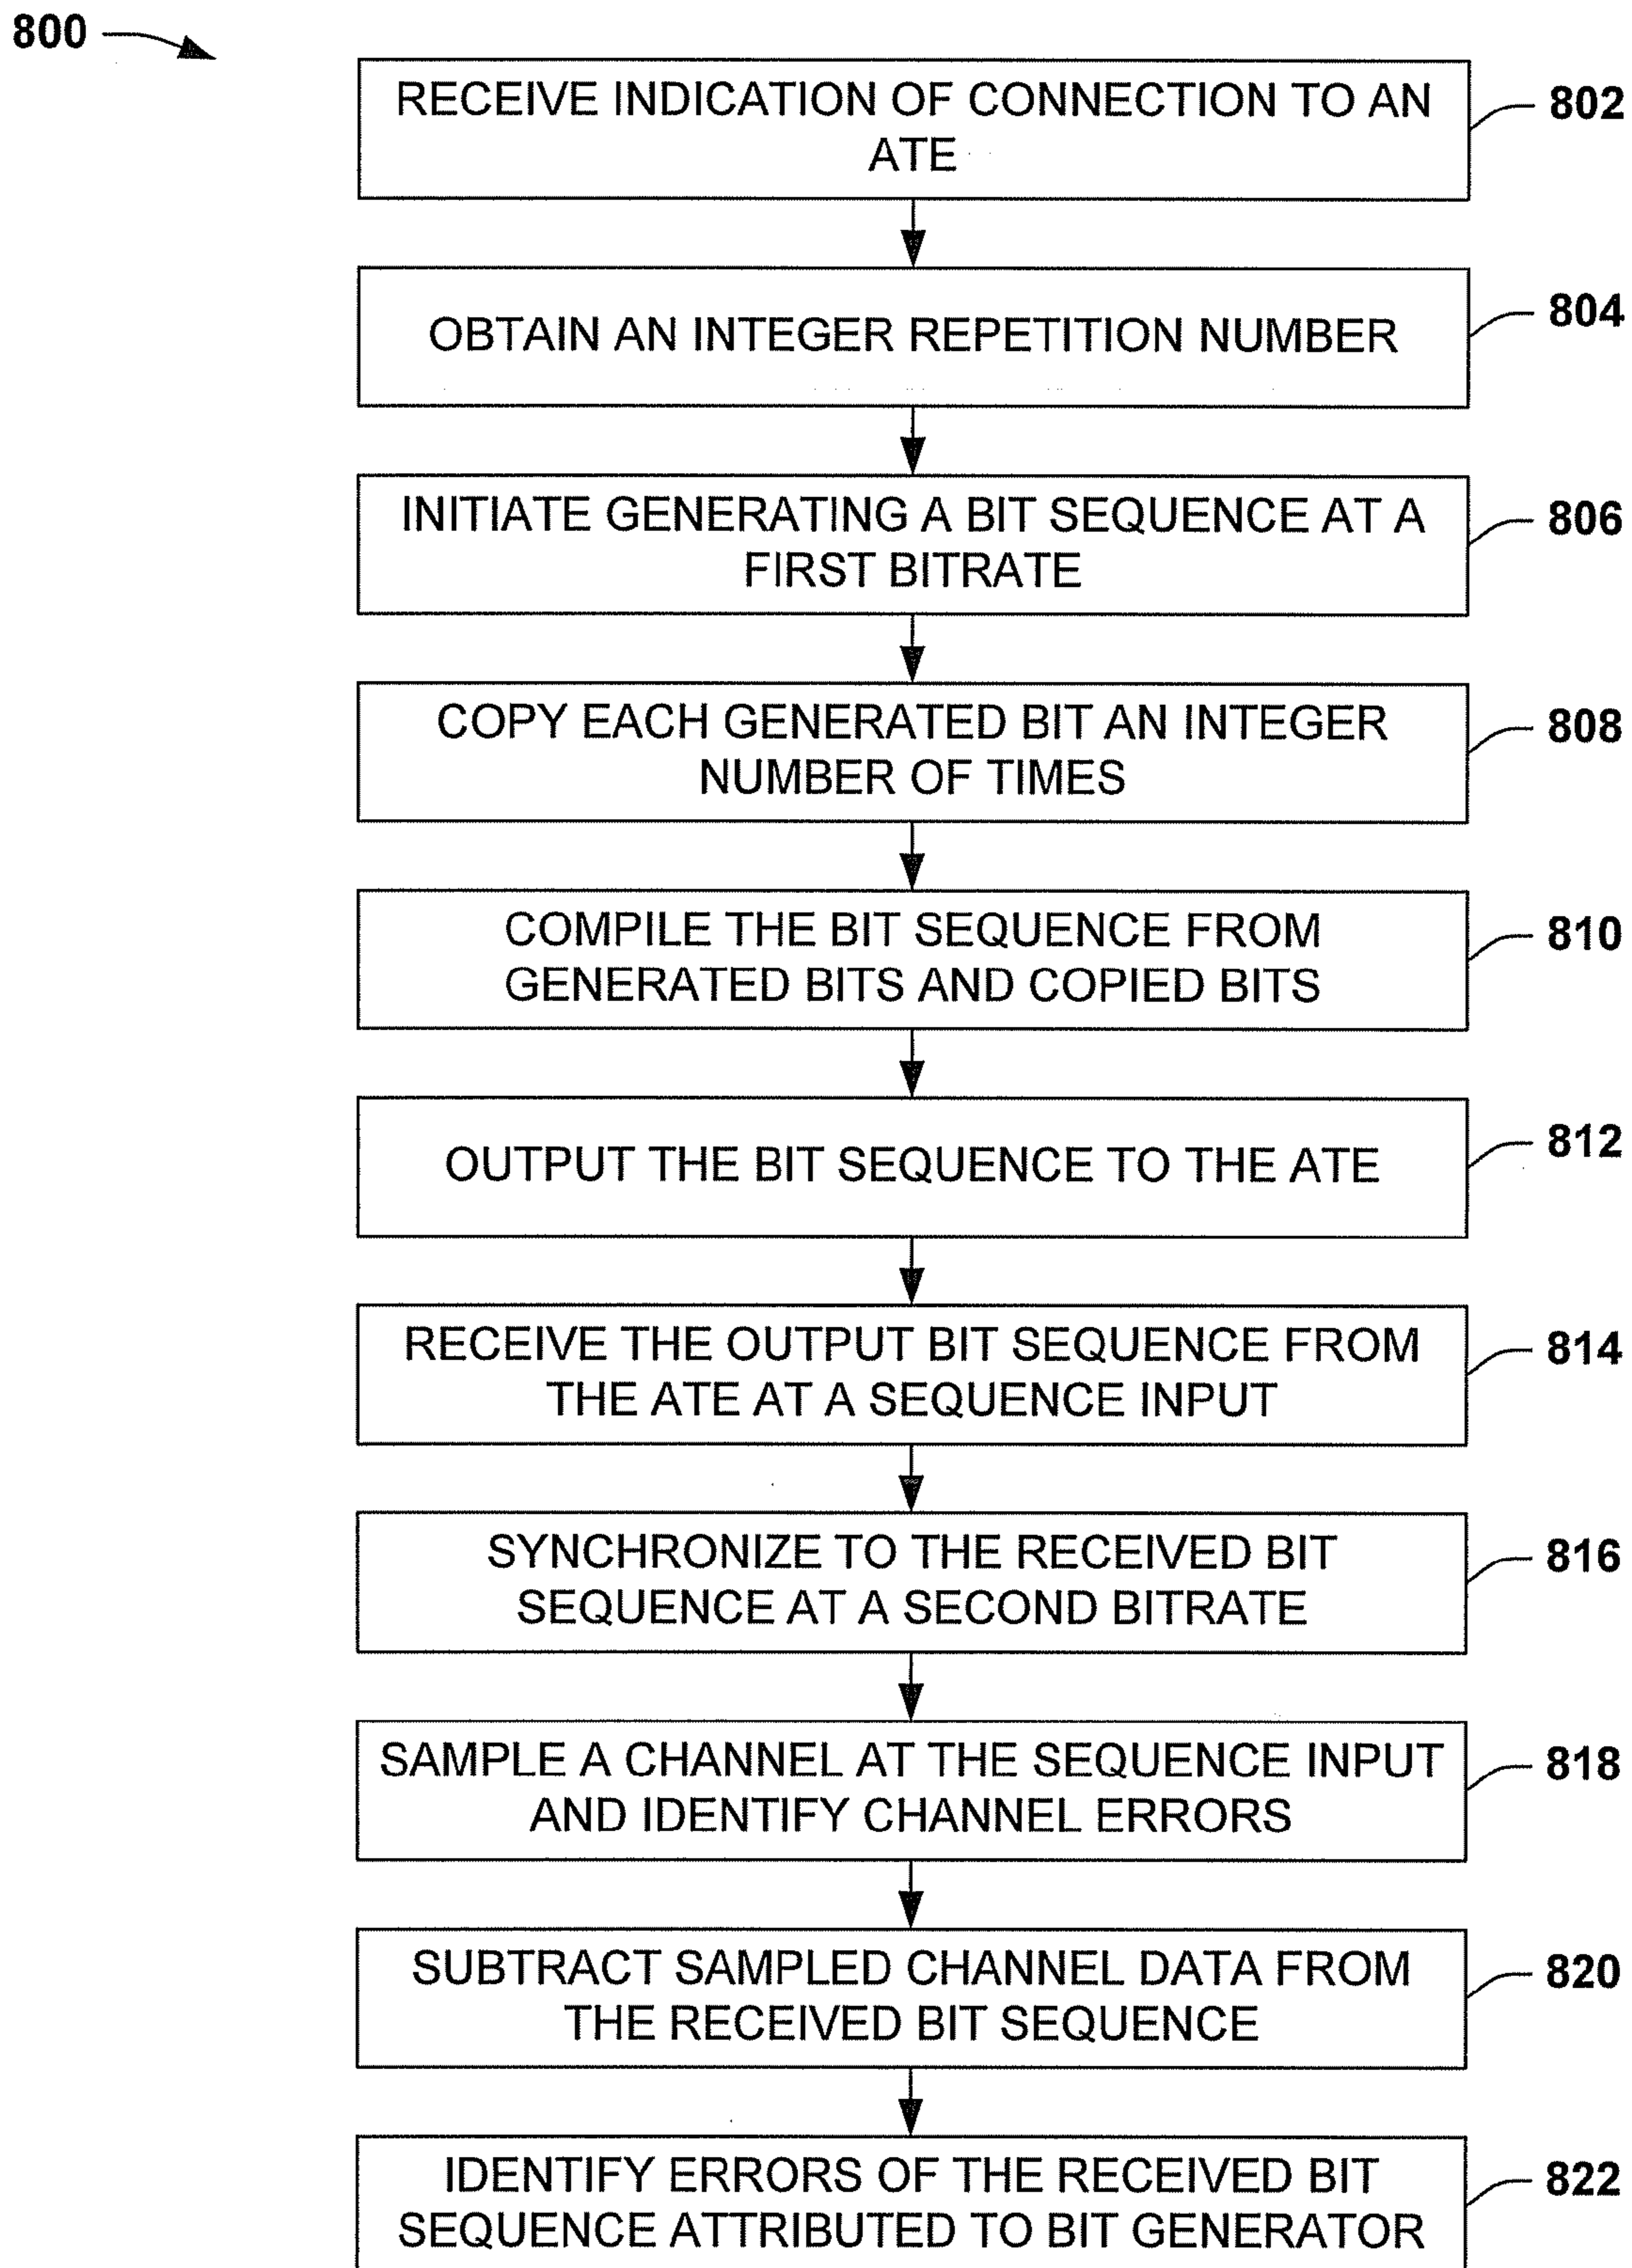 800
RECEIVE INDICATION OF CONNECTION TO AN
ATE
802
OBTAIN AN INTEGER REPETITION NUMBER
804
INITIATE GENERATING A BIT SEQUENCE AT A
FIRST BITRATE
806
COPY EACH GENERATED BIT AN INTEGER
NUMBER OF TIMES
808
COMPILE THE BIT SEQUENCE FROM
GENERATED BITS AND COPIED BITS
810
OUTPUT THE BIT SEQUENCE TO THE ATE
812
RECEIVE THE OUTPUT BIT SEQUENCE FROM
THE ATE AT A SEQUENCE INPUT
814
SYNCHRONIZE TO THE RECEIVED BIT
SEQUENCE AT A SECOND BITRATE
816
SAMPLE A CHANNEL AT THE SEQUENCE INPUT
AND IDENTIFY CHANNEL ERRORS
818
SUBTRACT SAMPLED CHANNEL DATA FROM
THE RECEIVED BIT SEQUENCE
820
IDENTIFY ERRORS OF THE RECEIVED BIT
SEQUENCE ATTRIBUTED TO BIT GENERATOR
822